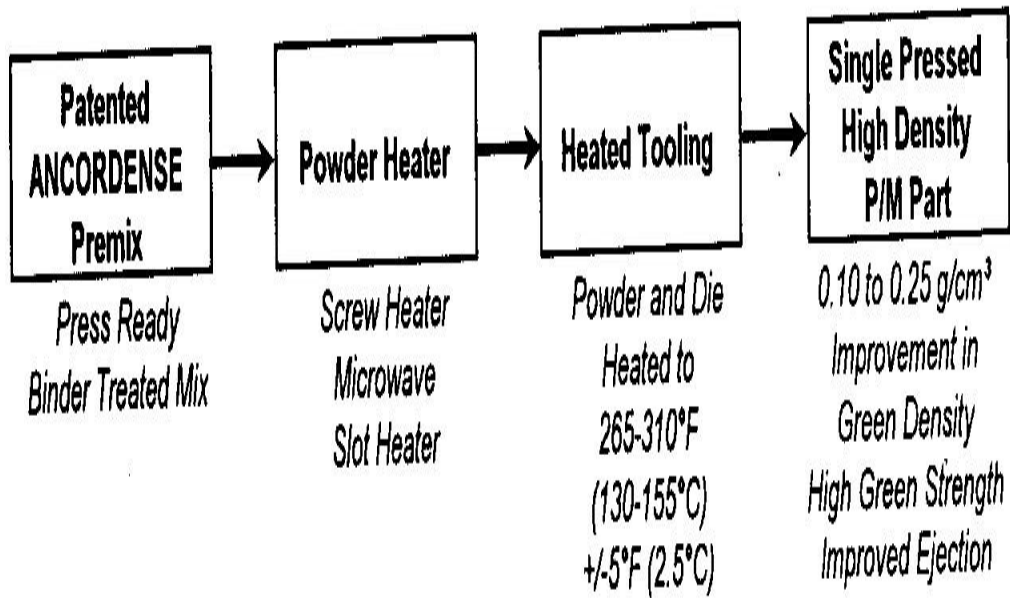 Patented
ANCORDENSE
Premix
Press Ready
Binder Treated Mix
Powder Heater
Screw Heater
Microwave
Slot Heater
Heated Tooling
Powder and Die
Heated to
265-310°F
(130-155°C)
+/-5°F (2.5°C)
Single Pressed
High Density
P/M Part
0.10 to 0.25 g/cm³
Improvement in
Green Density
High Green Strength
Improved Ejection